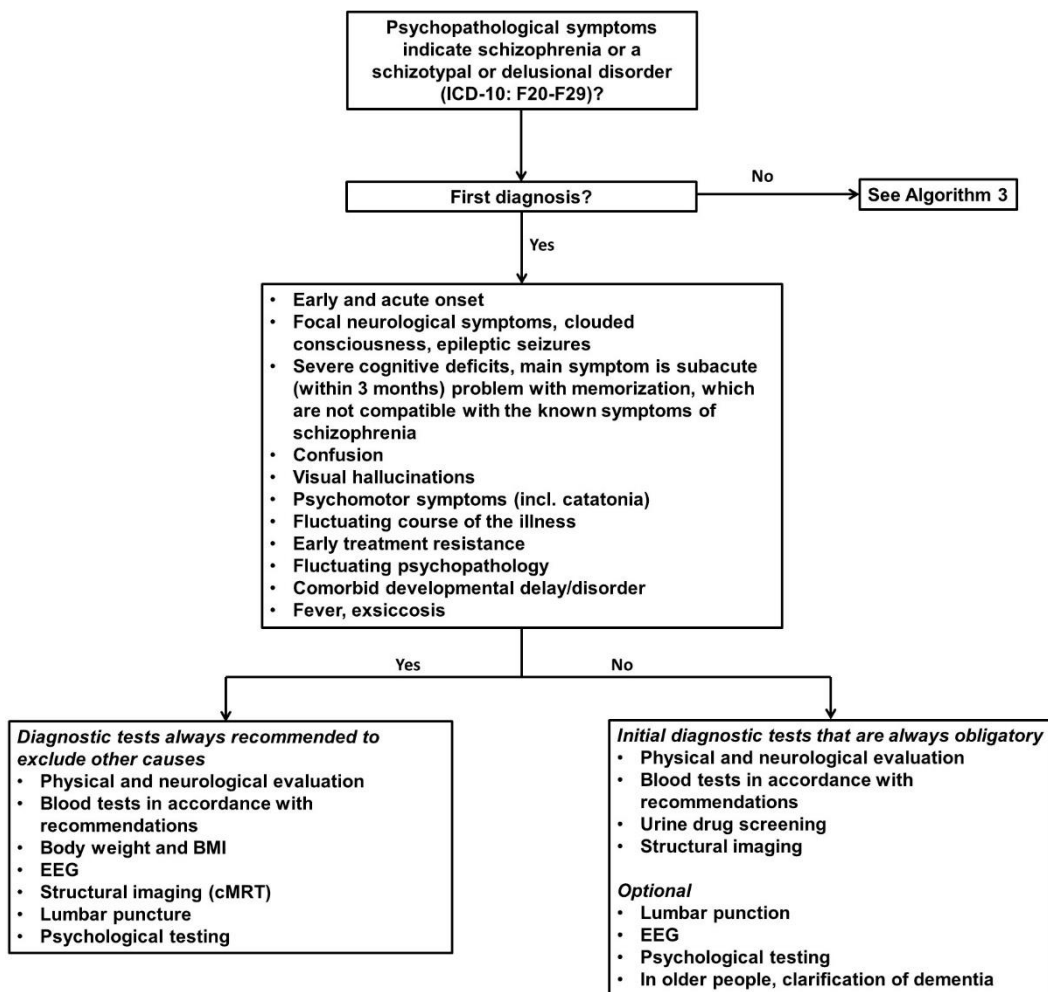 Psychopathological symptoms
indicate schizophrenia or a
schizotypal or delusional disorder
(ICD-10: F20-F29)?
First diagnosis?
No
See Algorithm 3
Yes
• Early and acute onset
• Focal neurological symptoms, clouded
consciousness, epileptic seizures
• Severe cognitive deficits, main symptom is subacute
(within 3 months) problem with memorization, which
are not compatible with the known symptoms of
schizophrenia
• Confusion
• Visual hallucinations
• Psychomotor symptoms (incl. catatonia)
• Fluctuating course of the illness
• Early treatment resistance
• Fluctuating psychopathology
• Comorbid developmental delay/disorder
• Fever, exsiccosis
Yes
No
Diagnostic tests always recommended to
exclude other causes
• Physical and neurological evaluation
• Blood tests in accordance with
recommendations
• Body weight and BMI
• EEG
• Structural imaging (cMRT)
• Lumbar puncture
• Psychological testing
Initial diagnostic tests that are always obligatory
• Physical and neurological evaluation
• Blood tests in accordance with
recommendations
• Urine drug screening
• Structural imaging
Optional
• Lumbar punction
• EEG
• Psychological testing
• In older people, clarification of dementia